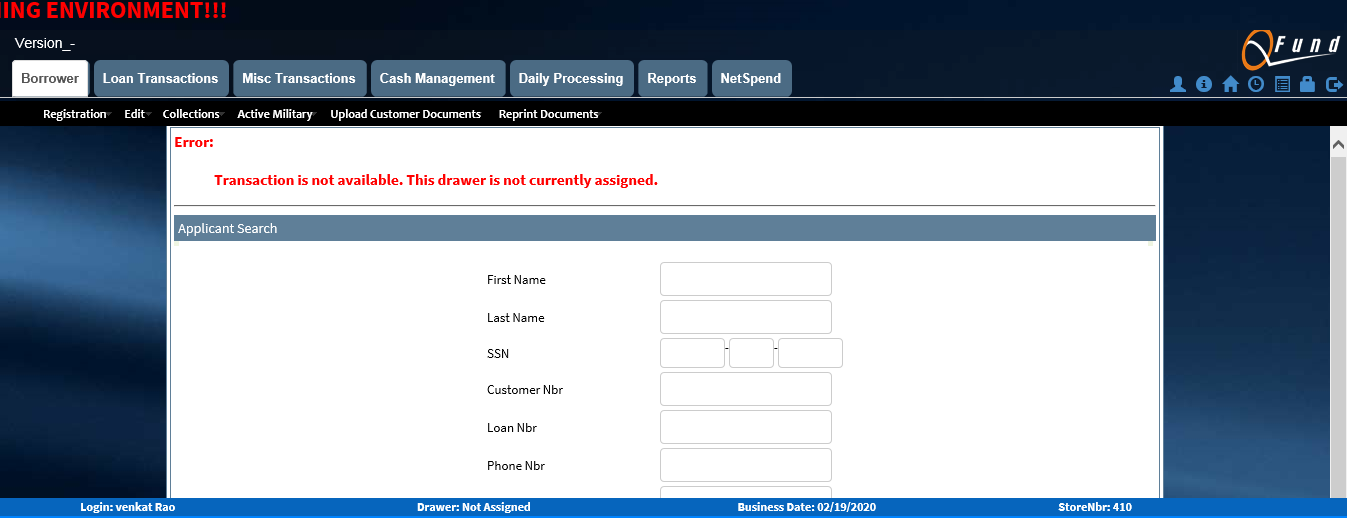 ING ENVIRONMENT!!!
Version_-
QFund
Borrower Loan Transactions Misc Transactions Cash Management Daily Processing Reports NetSpend
Registration Edit Collections Active Military Upload Customer Documents Reprint Documents
Error:
Transaction is not available. This drawer is not currently assigned.
Applicant Search
First Name
Last Name
SSN - -
Customer Nbr
Loan Nbr
Phone Nbr
Login: venkat Rao Drawer: Not Assigned Business Date: 02/19/2020 StoreNbr: 410